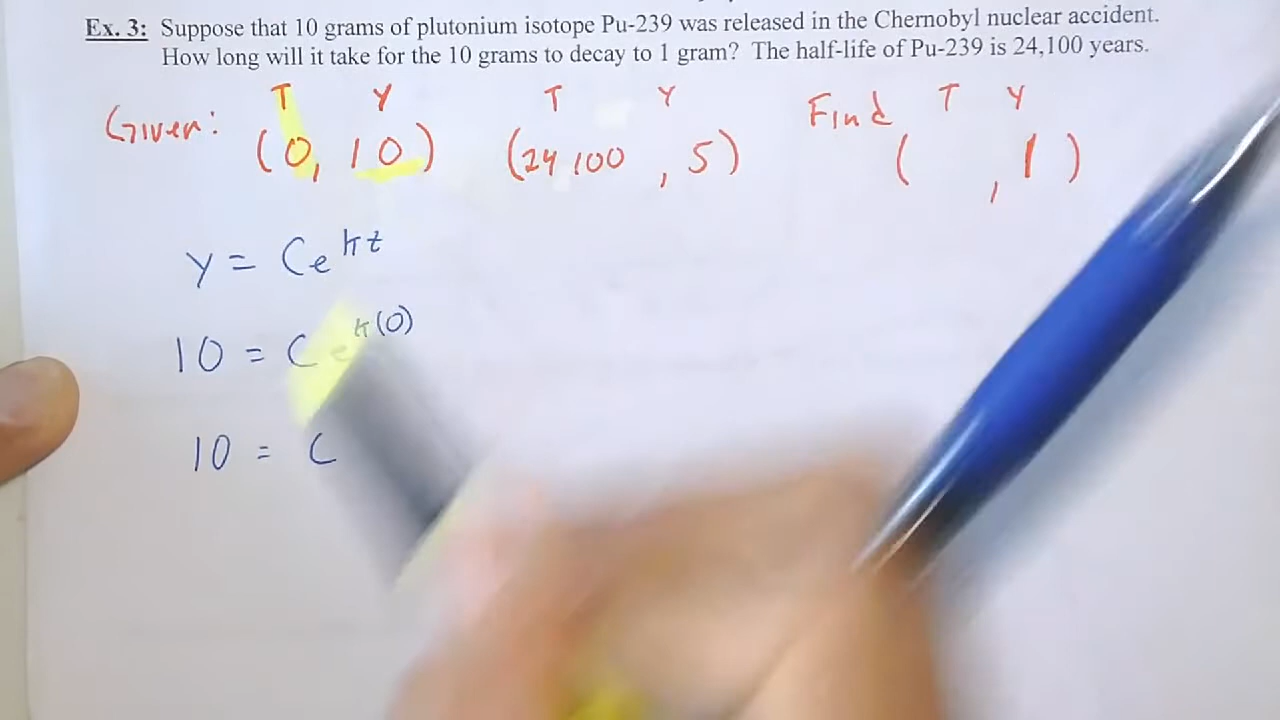 Ex. 3: Suppose that 10 grams of plutonium isotope Pu-239 was released in the Chernobyl nuclear accident.
How long will it take for the 10 grams to decay to 1 gram? The half-life of Pu-239 is 24,100 years.
T Y T Y Find T Y
Given: (0, 10) (24 100, 5) ( , 1)
y = Ce^kt
10 = Ce^k(0)
10 = C